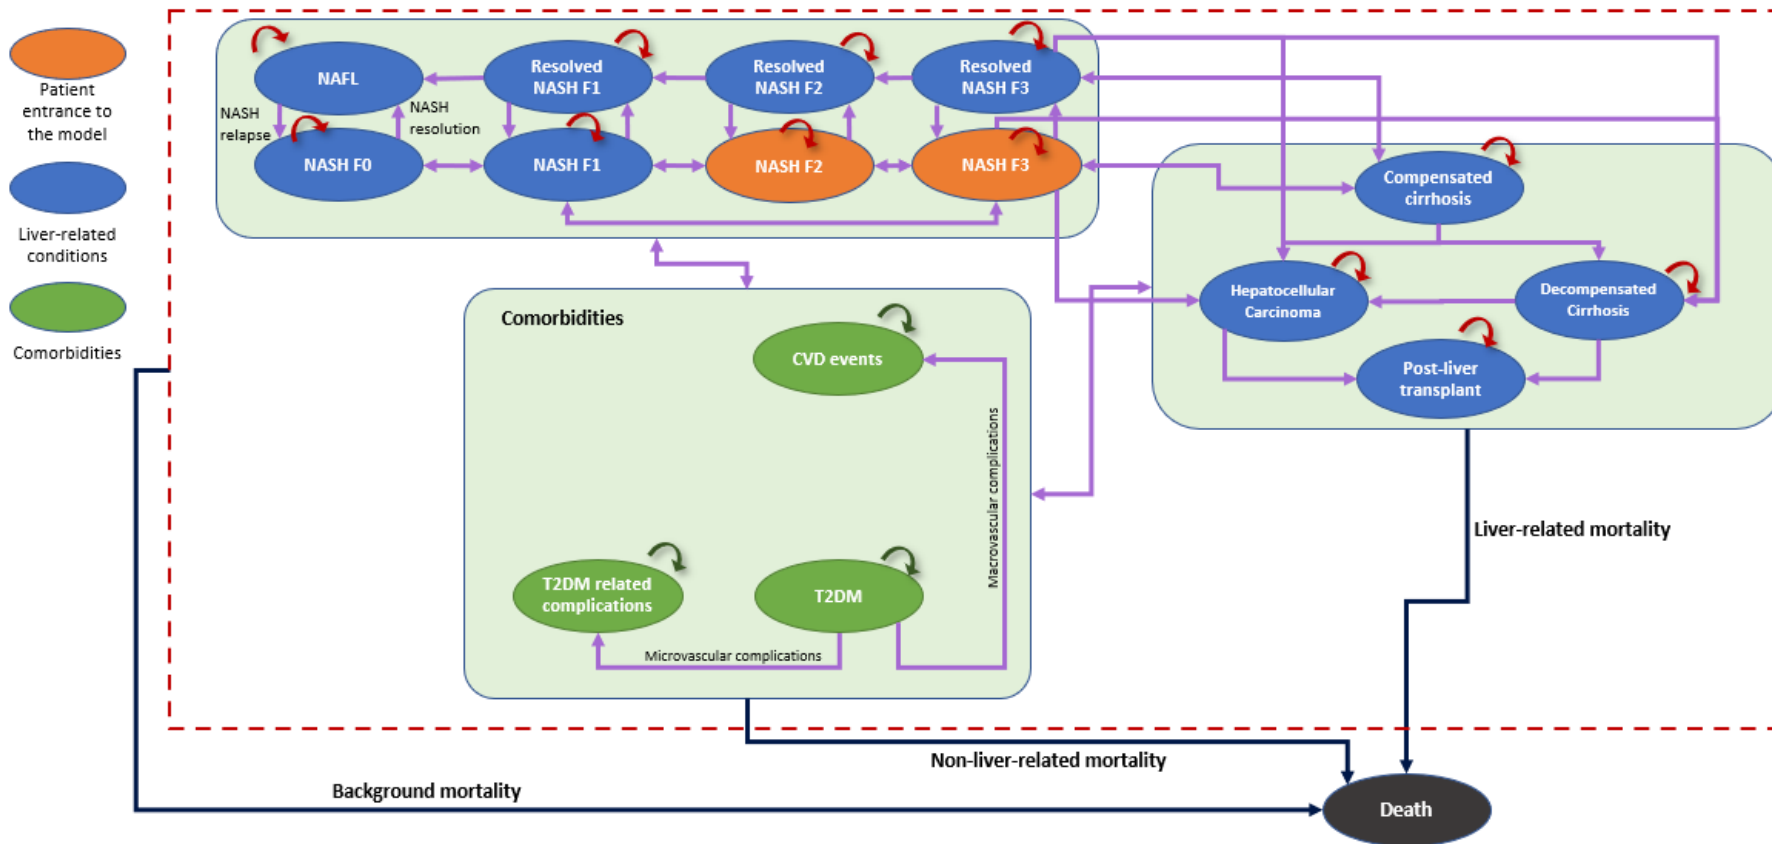 Patient
entrance to
the model
Liver-related
conditions
Comorbidities
NAFL
Resolved
NASH F1
Resolved
NASH F2
Resolved
NASH F3
NASH
relapse
NASH
resolution
NASH F0
NASH F1
NASH F2
NASH F3
Compensated
cirrhosis
Hepatocellular
Carcinoma
Decompensated
Cirrhosis
Post-liver
transplant
Comorbidities
CVD events
Macrovascular complications
T2DM related
complications
T2DM
Microvascular complications
Liver-related mortality
Non-liver-related mortality
Background mortality
Death